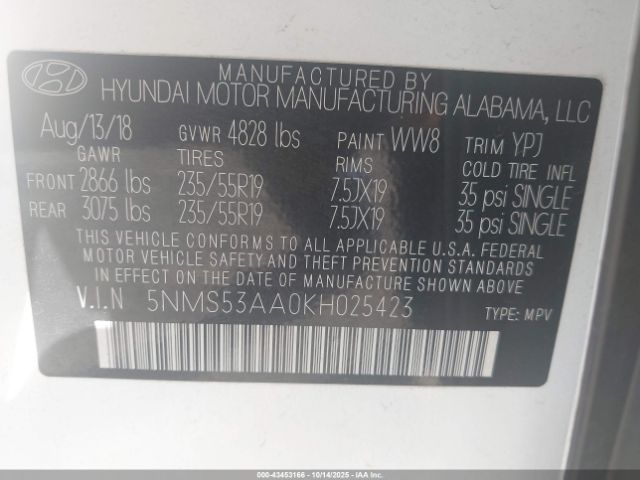 MANUFACTURED BY
HYUNDAI MOTOR MANUFACTURING ALABAMA, LLC
Aug/13/18 GVWR 4828 lbs PAINT WW8 TRIM YPJ
GAWR TIRES RIMS COLD TIRE INFL
FRONT 2866 lbs 235/55R19 7.5JX19 35 psi SINGLE
REAR 3075 lbs 235/55R19 7.5JX19 35 psi SINGLE
THIS VEHICLE CONFORMS TO ALL APPLICABLE U.S.A. FEDERAL
MOTOR VEHICLE SAFETY AND THEFT PREVENTION STANDARDS
IN EFFECT ON THE DATE OF MANUFACTURE SHOWN ABOVE.
V.I.N 5NMS53AA0KH025423 TYPE: MPV
000-43453166 - 10/14/2025 - IAA Inc.